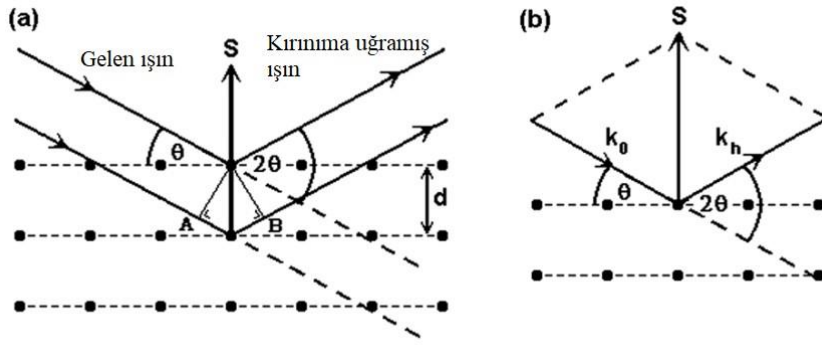 (a)
S
Gelen ışın
Kırınıma uğramış
ışın
θ
2θ
d
A
B
(b)
S
k₀
kₕ
θ
2θ